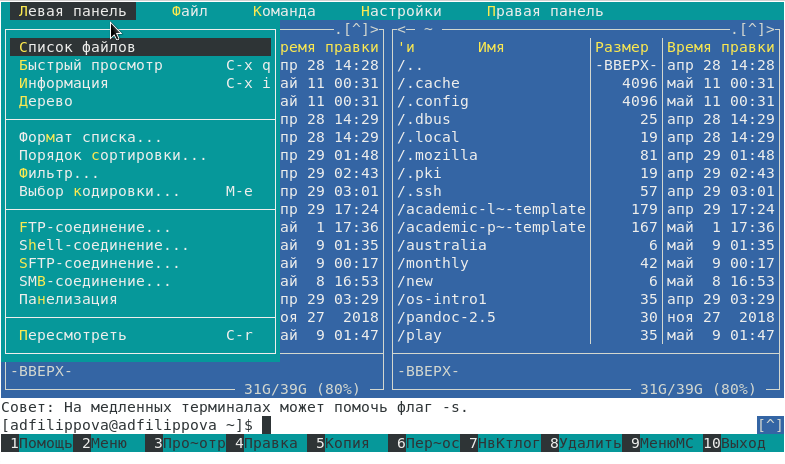 Левая панель Файл Команда Настройки Правая панель
.[^]> <─ ~ .[^]>
Список файлов ремя правки 'и Имя Размер Время правки
Быстрый просмотр C-x q пр 28 14:28 /.. -ВВЕРХ- апр 28 14:28
Информация C-x i ай 11 00:31 /.cache 4096 май 11 00:31
Дерево ай 11 00:31 /.config 4096 май 11 00:31
пр 28 14:29 /.dbus 25 апр 28 14:29
Формат списка... пр 28 14:29 /.local 19 апр 28 14:29
Порядок сортировки... пр 29 01:48 /.mozilla 81 апр 29 01:48
Фильтр... пр 29 02:43 /.pki 19 апр 29 02:43
Выбор кодировки... M-e пр 29 03:01 /.ssh 57 апр 29 03:01
пр 29 17:24 /academic-l~-template 179 апр 29 17:24
FTP-соединение... ай 1 17:36 /academic-p~-template 167 май 1 17:36
Shell-соединение... ай 9 01:35 /australia 6 май 9 01:35
SFTP-соединение... ай 9 00:17 /monthly 42 май 9 00:17
SMB-соединение... ай 8 16:53 /new 6 май 8 16:53
Панелизация пр 29 03:29 /os-intro1 35 апр 29 03:29
оя 27 2018 /pandoc-2.5 30 ноя 27 2018
Пересмотреть C-r ай 9 01:47 /play 35 май 9 01:47
-ВВЕРХ- -ВВЕРХ-
31G/39G (80%) 31G/39G (80%)
Совет: На медленных терминалах может помочь флаг -s.
[adfilippova@adfilippova ~]$ [^]
1Помощь 2Меню 3Про~отр 4Правка 5Копия 6Пер~ос 7НвКтлог 8Удалить 9МенюМС 10Выход